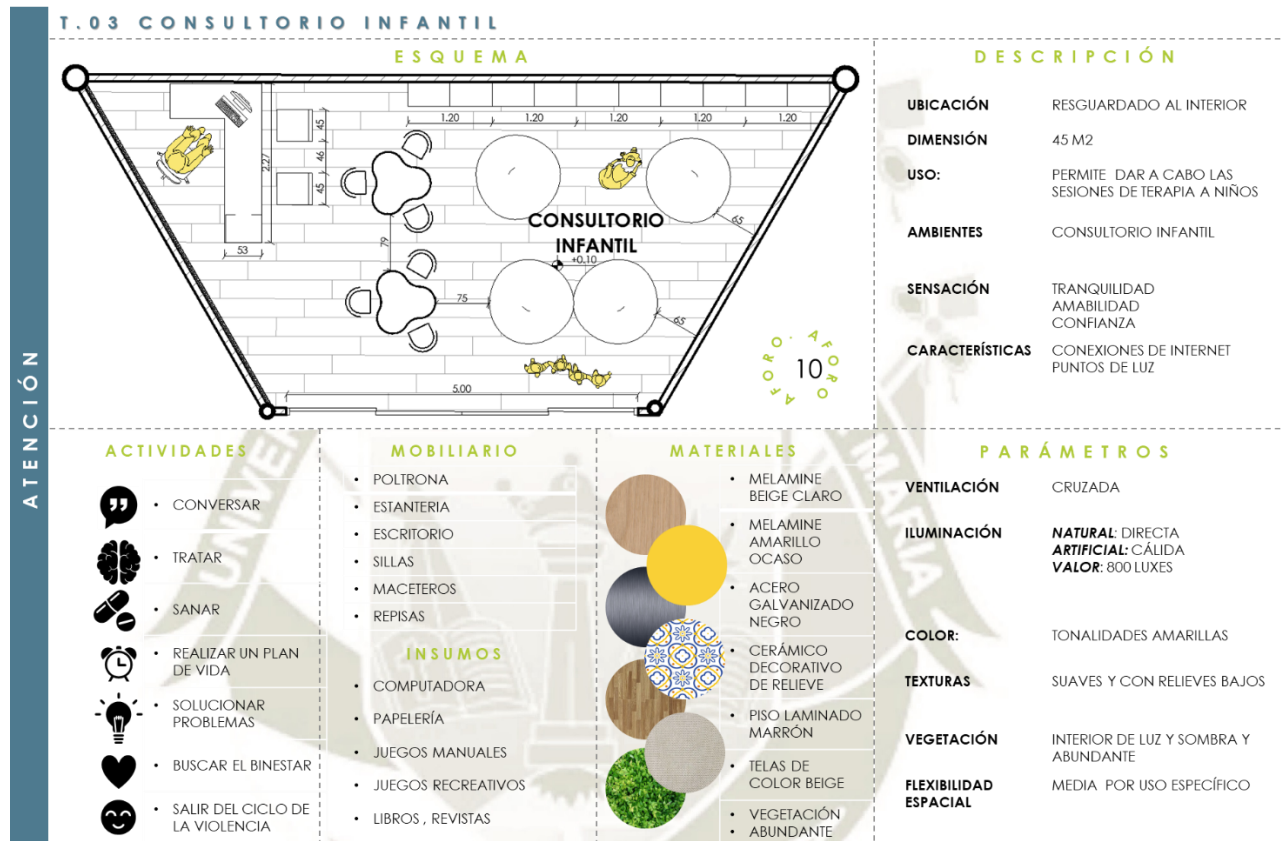 T.03 CONSULTORIO INFANTIL
ATENCIÓN
ESQUEMA
1.20 1.20 1.20 1.20 1.20
45
46
45
2.27
53
79
75
65
65
CONSULTORIO
INFANTIL
+0.10
5.00
AFORO. AFORO
10
DESCRIPCIÓN
UBICACIÓN RESGUARDADO AL INTERIOR
DIMENSIÓN 45 M2
USO: PERMITE DAR A CABO LAS
SESIONES DE TERAPIA A NIÑOS
AMBIENTES CONSULTORIO INFANTIL
SENSACIÓN TRANQUILIDAD
AMABILIDAD
CONFIANZA
CARACTERÍSTICAS CONEXIONES DE INTERNET
PUNTOS DE LUZ
ACTIVIDADES
• CONVERSAR
• TRATAR
• SANAR
• REALIZAR UN PLAN
DE VIDA
• SOLUCIONAR
PROBLEMAS
• BUSCAR EL BINESTAR
• SALIR DEL CICLO DE
LA VIOLENCIA
MOBILIARIO
• POLTRONA
• ESTANTERIA
• ESCRITORIO
• SILLAS
• MACETEROS
• REPISAS
INSUMOS
• COMPUTADORA
• PAPELERÍA
• JUEGOS MANUALES
• JUEGOS RECREATIVOS
• LIBROS , REVISTAS
MATERIALES
• MELAMINE
BEIGE CLARO
• MELAMINE
AMARILLO
OCASO
• ACERO
GALVANIZADO
NEGRO
• CERÁMICO
DECORATIVO
DE RELIEVE
• PISO LAMINADO
MARRÓN
• TELAS DE
COLOR BEIGE
• VEGETACIÓN
• ABUNDANTE
PARÁMETROS
VENTILACIÓN CRUZADA
ILUMINACIÓN NATURAL: DIRECTA
ARTIFICIAL: CÁLIDA
VALOR: 800 LUXES
COLOR: TONALIDADES AMARILLAS
TEXTURAS SUAVES Y CON RELIEVES BAJOS
VEGETACIÓN INTERIOR DE LUZ Y SOMBRA Y
ABUNDANTE
FLEXIBILIDAD MEDIA POR USO ESPECÍFICO
ESPACIAL
UNIVER
MARIA